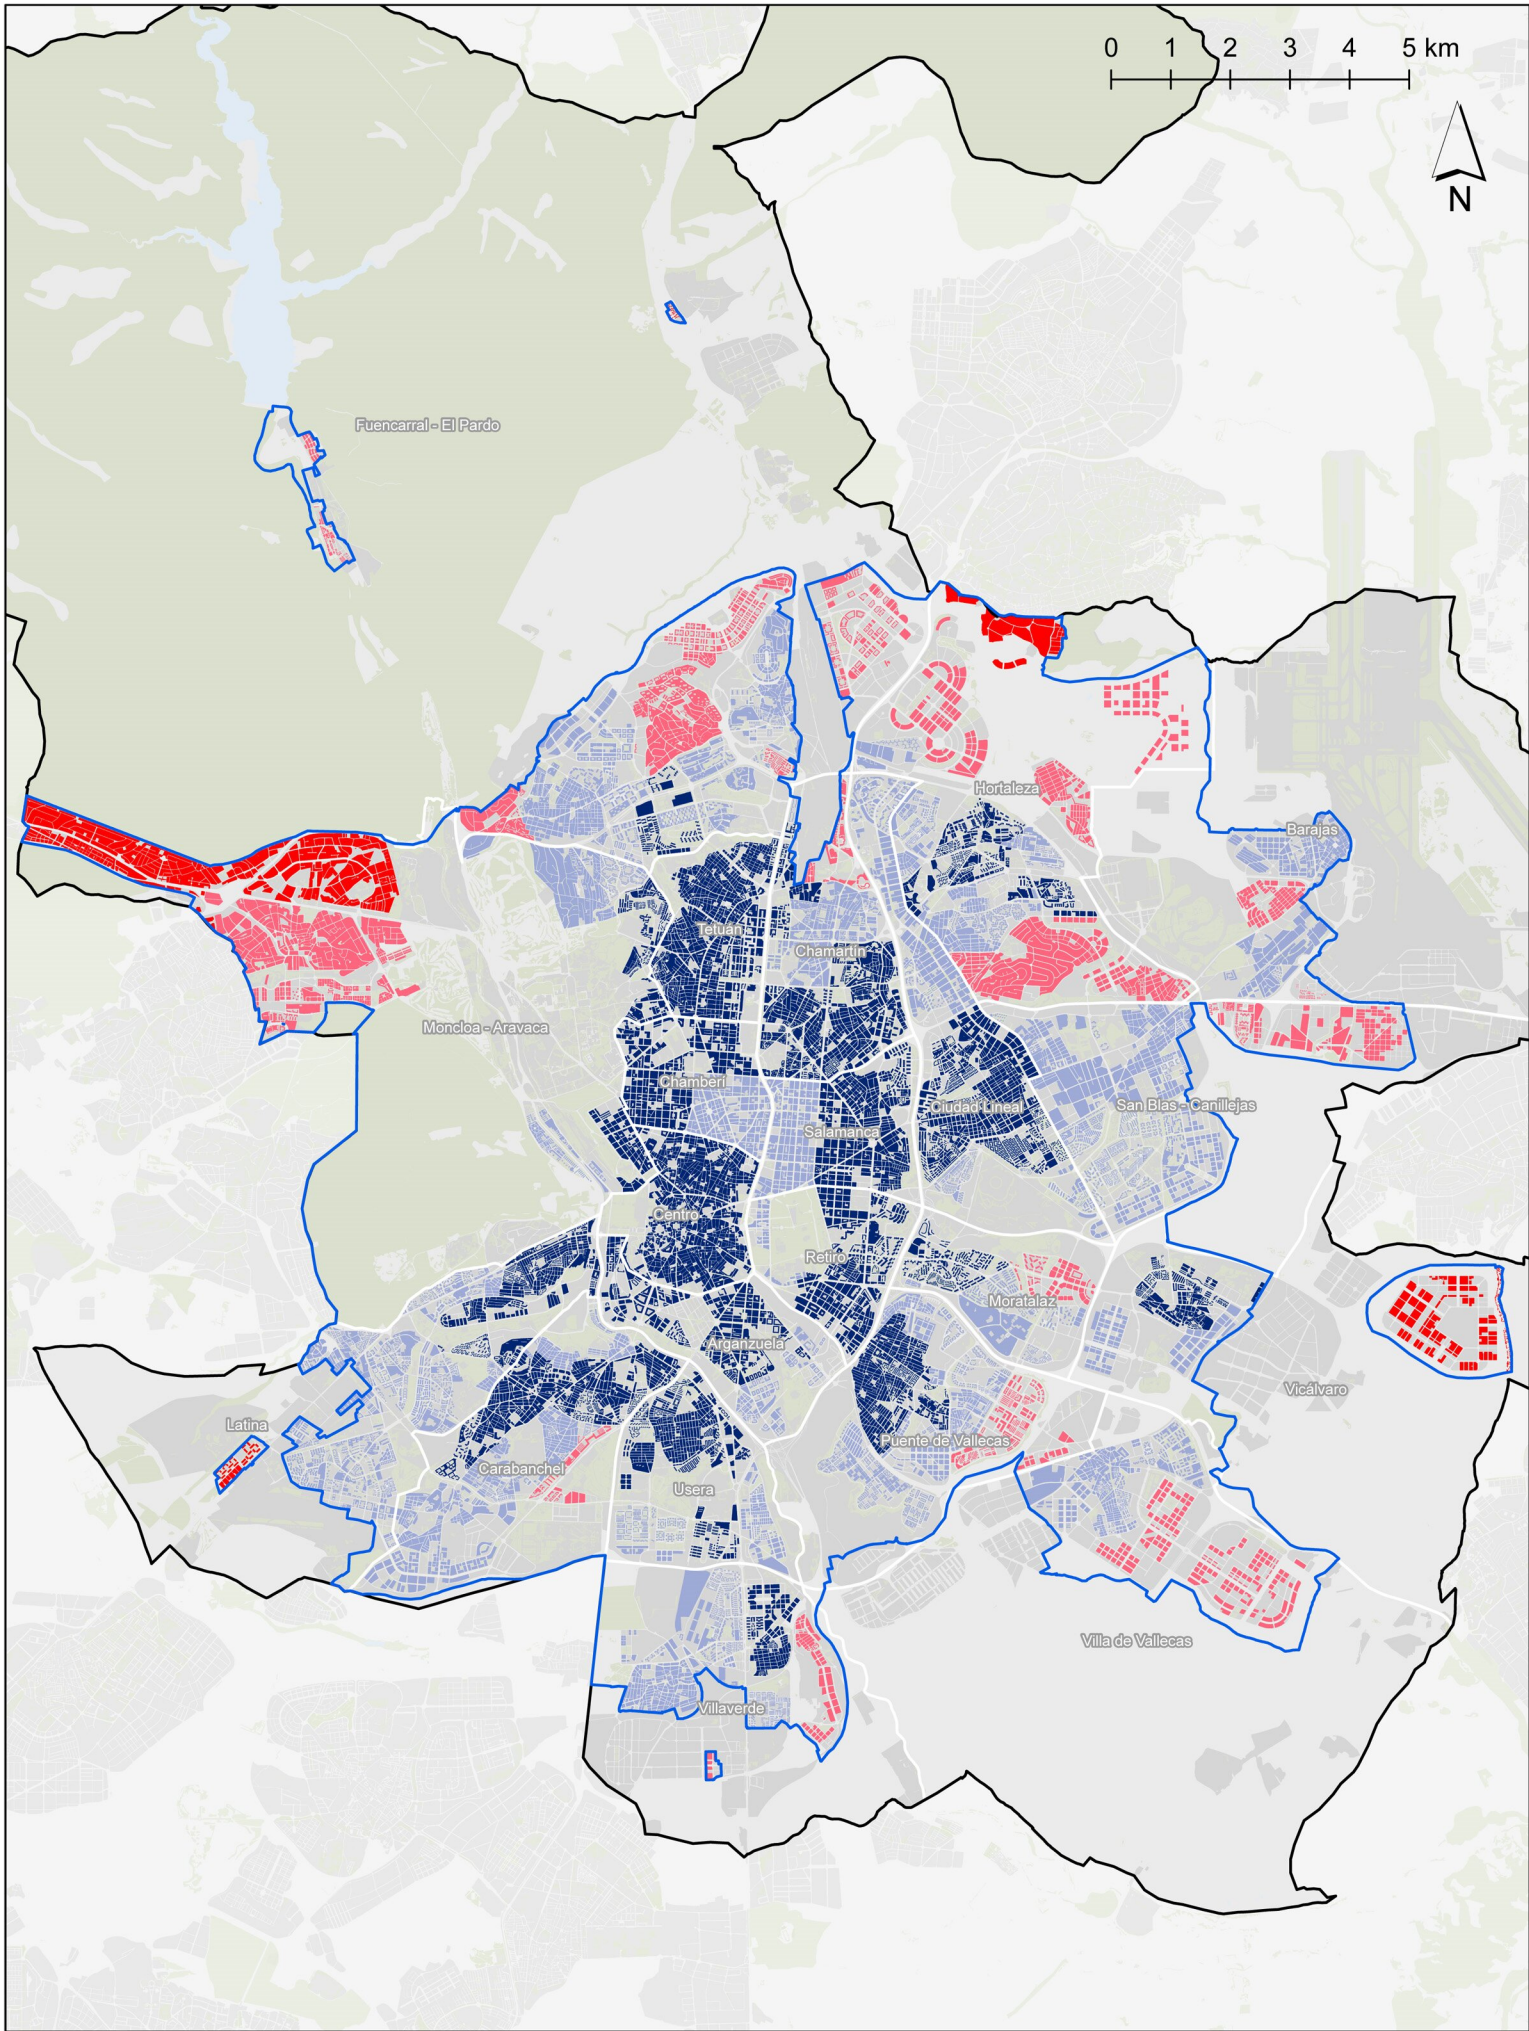 0 1 2 3 4 5 km
N
Fuencarral - El Pardo
Hortaleza
Barajas
Tetuán
Chamartín
Moncloa - Aravaca
Chamberí
Ciudad Lineal
San Blas - Canillejas
Salamanca
Centro
Retiro
Moratalaz
Arganzuela
Vicálvaro
Latina
Puente de Vallecas
Carabanchel
Usera
Villa de Vallecas
Villaverde